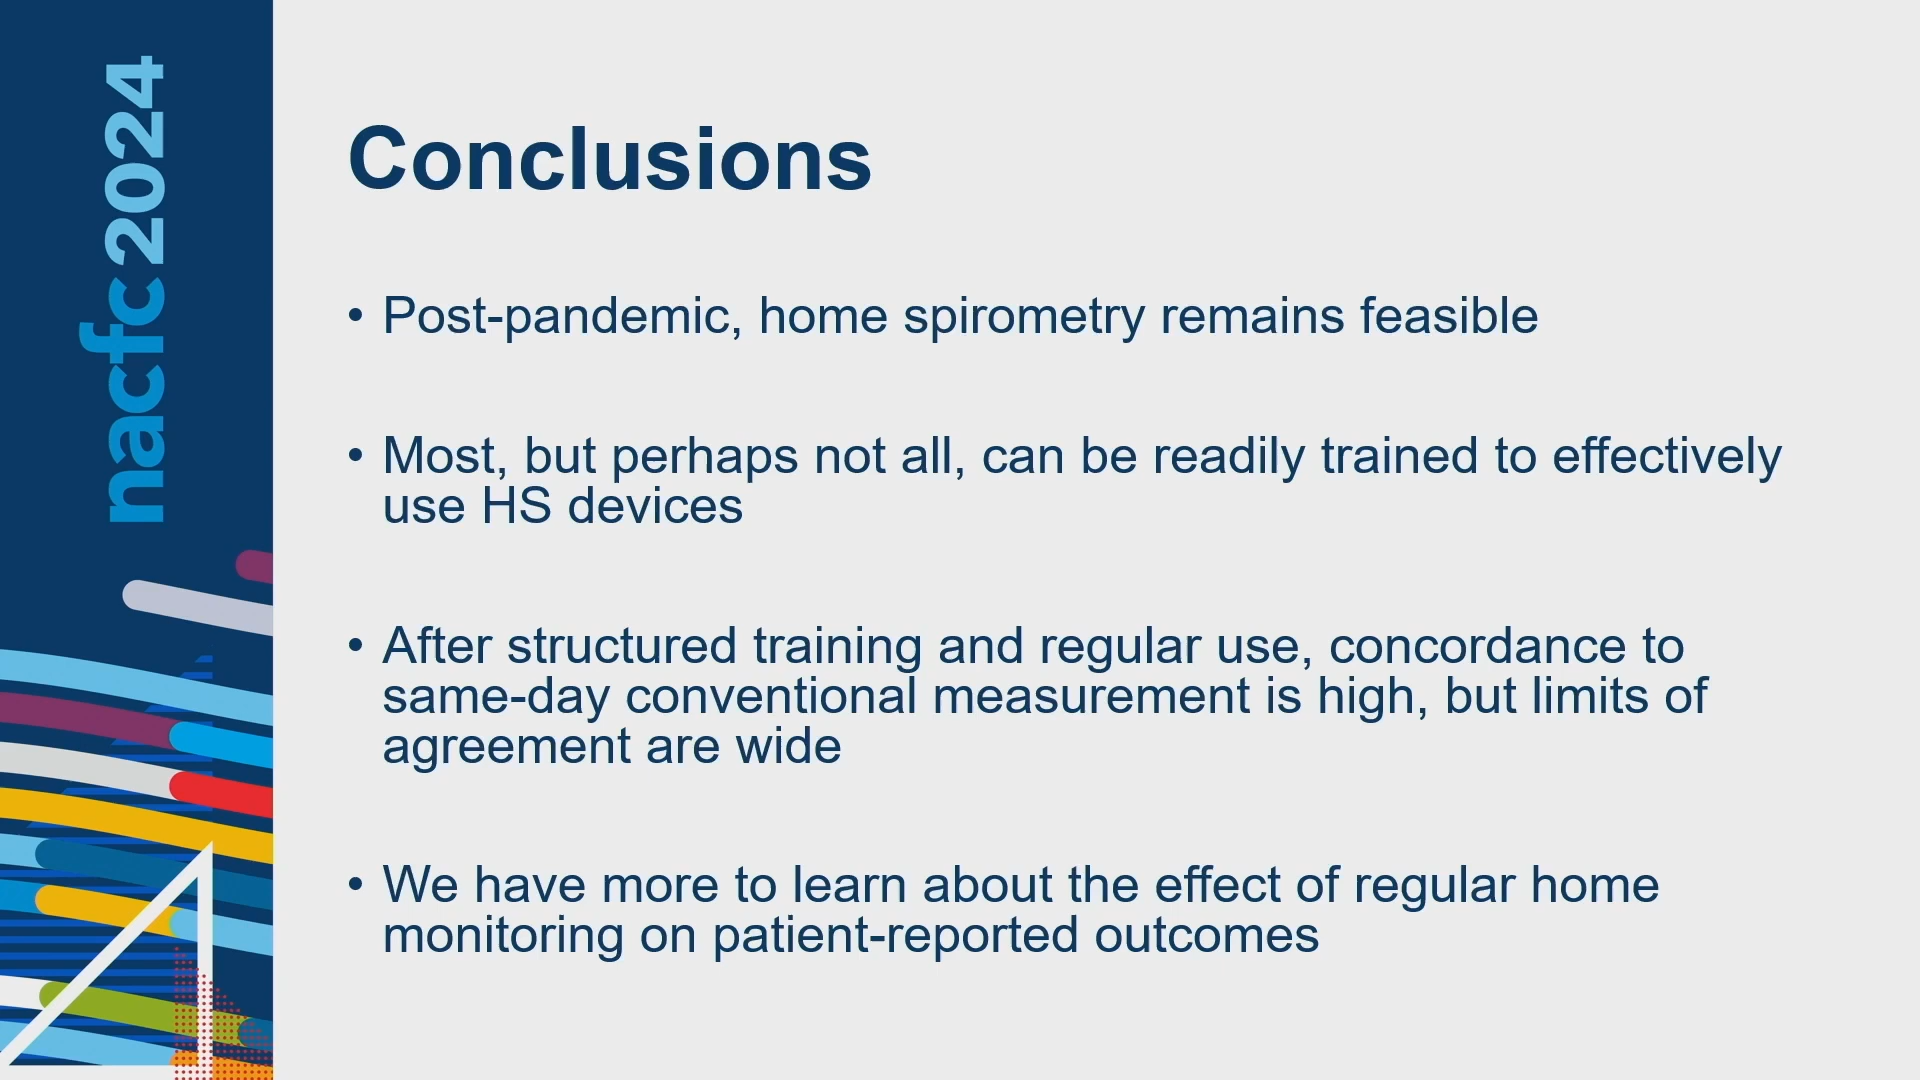 nacfc 2024
Conclusions
• Post-pandemic, home spirometry remains feasible
• Most, but perhaps not all, can be readily trained to effectively
use HS devices
• After structured training and regular use, concordance to
same-day conventional measurement is high, but limits of
agreement are wide
• We have more to learn about the effect of regular home
monitoring on patient-reported outcomes